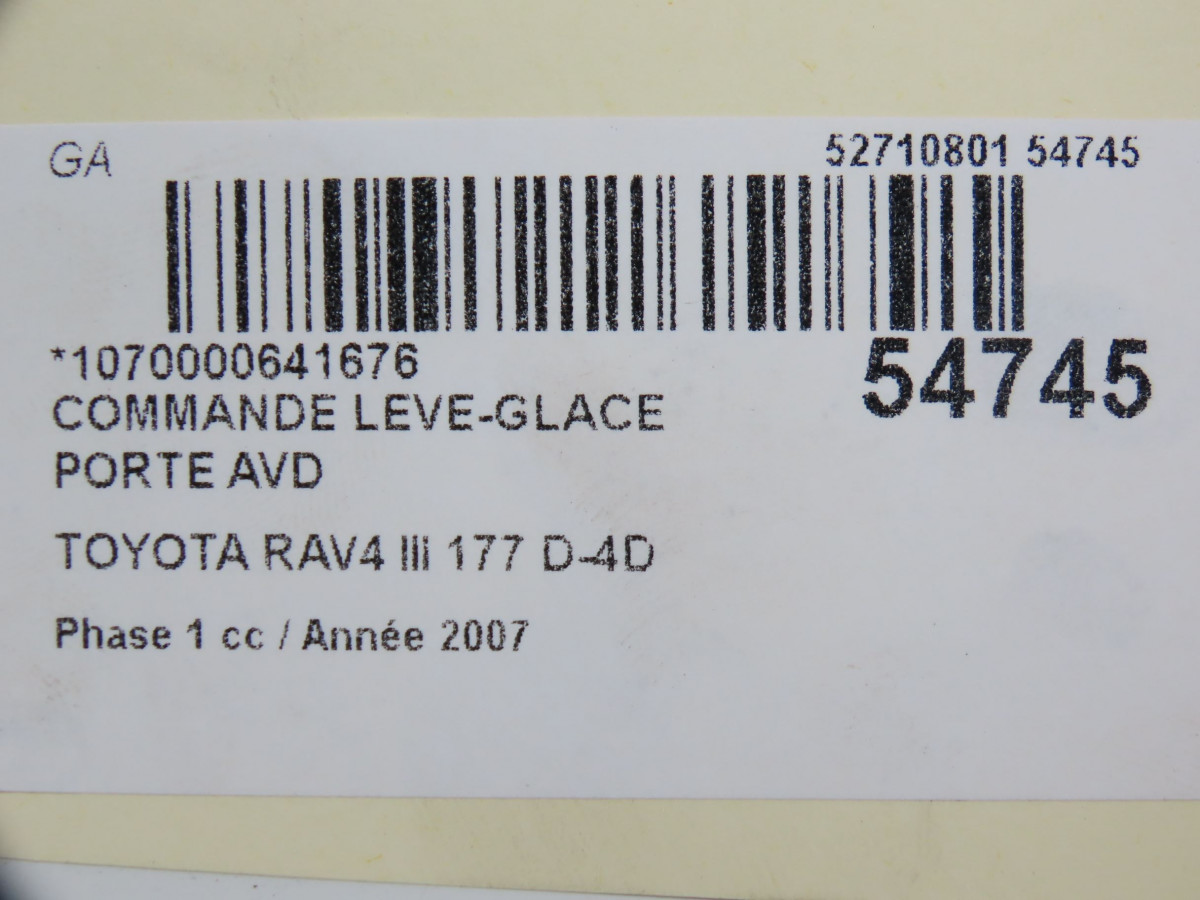 GA
52710801 54745
*1070000641676
54745
COMMANDE LEVE-GLACE
PORTE AVD
TOYOTA RAV4 III 177 D-4D
Phase 1 cc / Année 2007